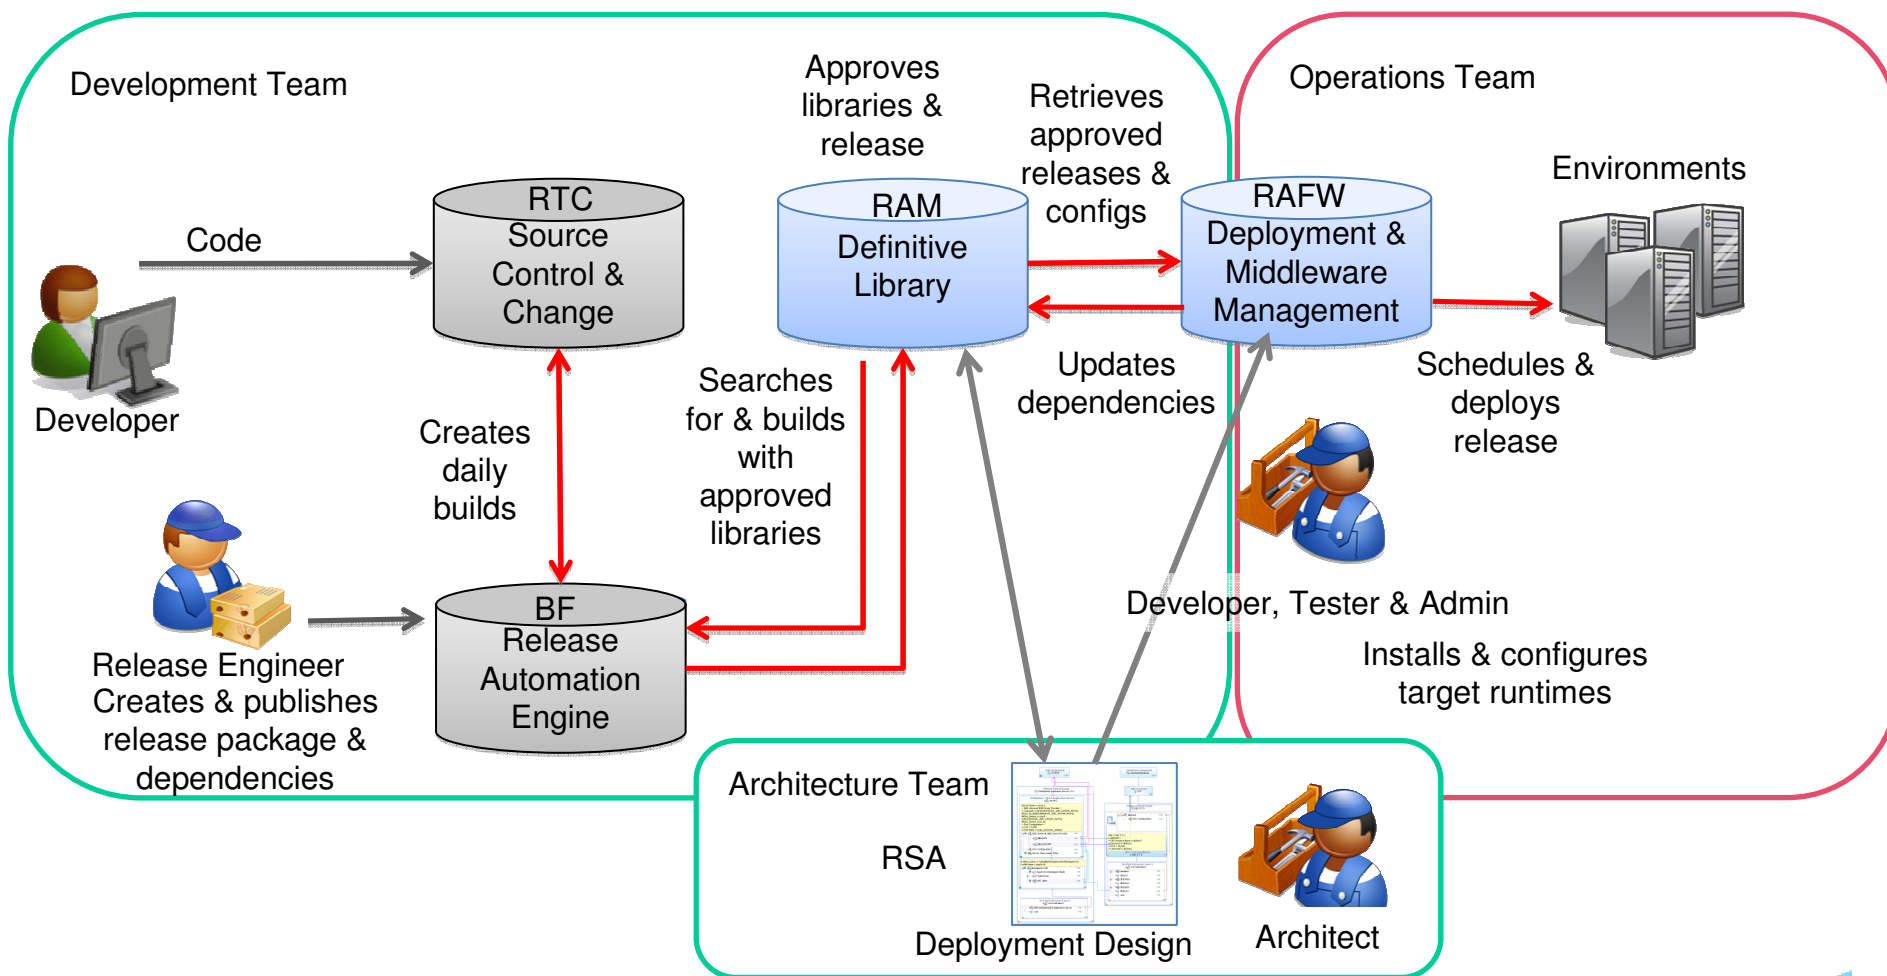 Development Team
Approves
libraries &
release
Retrieves
approved
releases &
configs
Operations Team
Environments
RTC
Source
Control &
Change
RAM
Definitive
Library
RAFW
Deployment &
Middleware
Management
Code
Developer
Creates
daily
builds
Searches
for & builds
with
approved
libraries
Updates
dependencies
Schedules &
deploys
release
BF
Release
Automation
Engine
Release Engineer
Creates & publishes
release package &
dependencies
Developer, Tester & Admin
Installs & configures
target runtimes
Architecture Team
RSA
Deployment Design
Architect